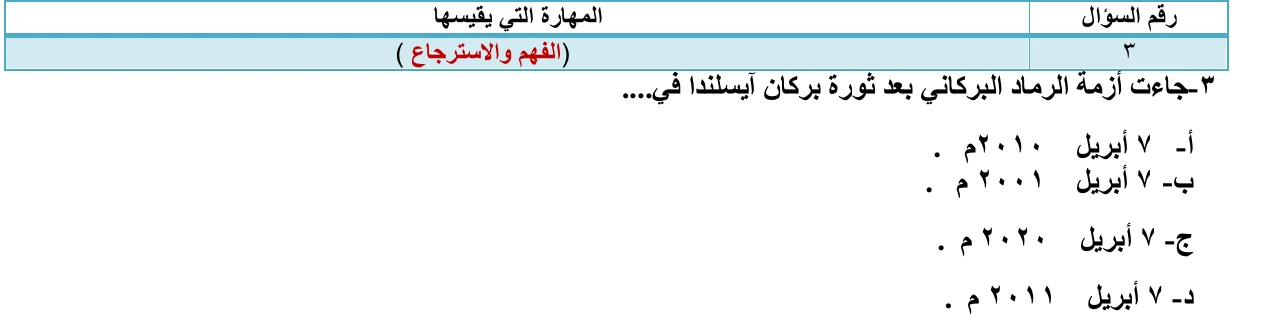 رقم السؤال المهارة التي يقيسها
٣ (الفهم والاسترجاع )
٣-جاءت أزمة الرماد البركاني بعد ثورة بركان آيسلندا في....
أ- ٧ أبريل ٢٠١٠م .
ب- ٧ أبريل ٢٠٠١ م .
ج- ٧ أبريل ٢٠٢٠ م .
د- ٧ أبريل ٢٠١١ م .